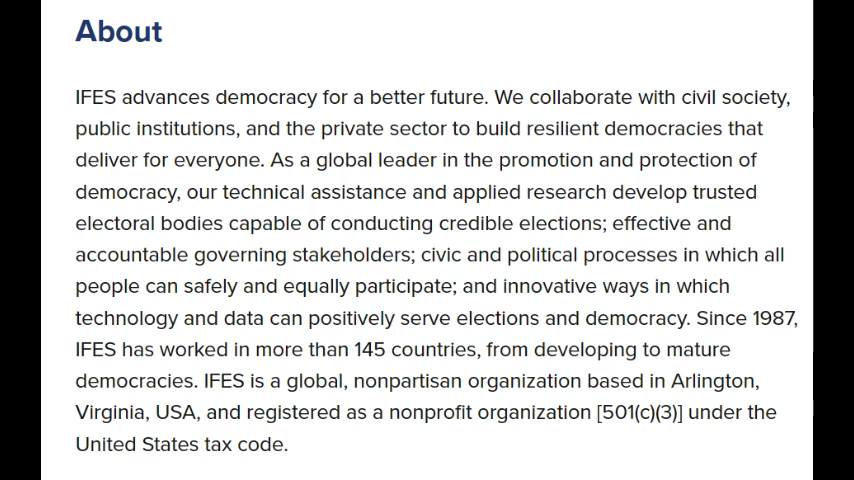 About
IFES advances democracy for a better future. We collaborate with civil society,
public institutions, and the private sector to build resilient democracies that
deliver for everyone. As a global leader in the promotion and protection of
democracy, our technical assistance and applied research develop trusted
electoral bodies capable of conducting credible elections; effective and
accountable governing stakeholders; civic and political processes in which all
people can safely and equally participate; and innovative ways in which
technology and data can positively serve elections and democracy. Since 1987,
IFES has worked in more than 145 countries, from developing to mature
democracies. IFES is a global, nonpartisan organization based in Arlington,
Virginia, USA, and registered as a nonprofit organization [501(c)(3)] under the
United States tax code.